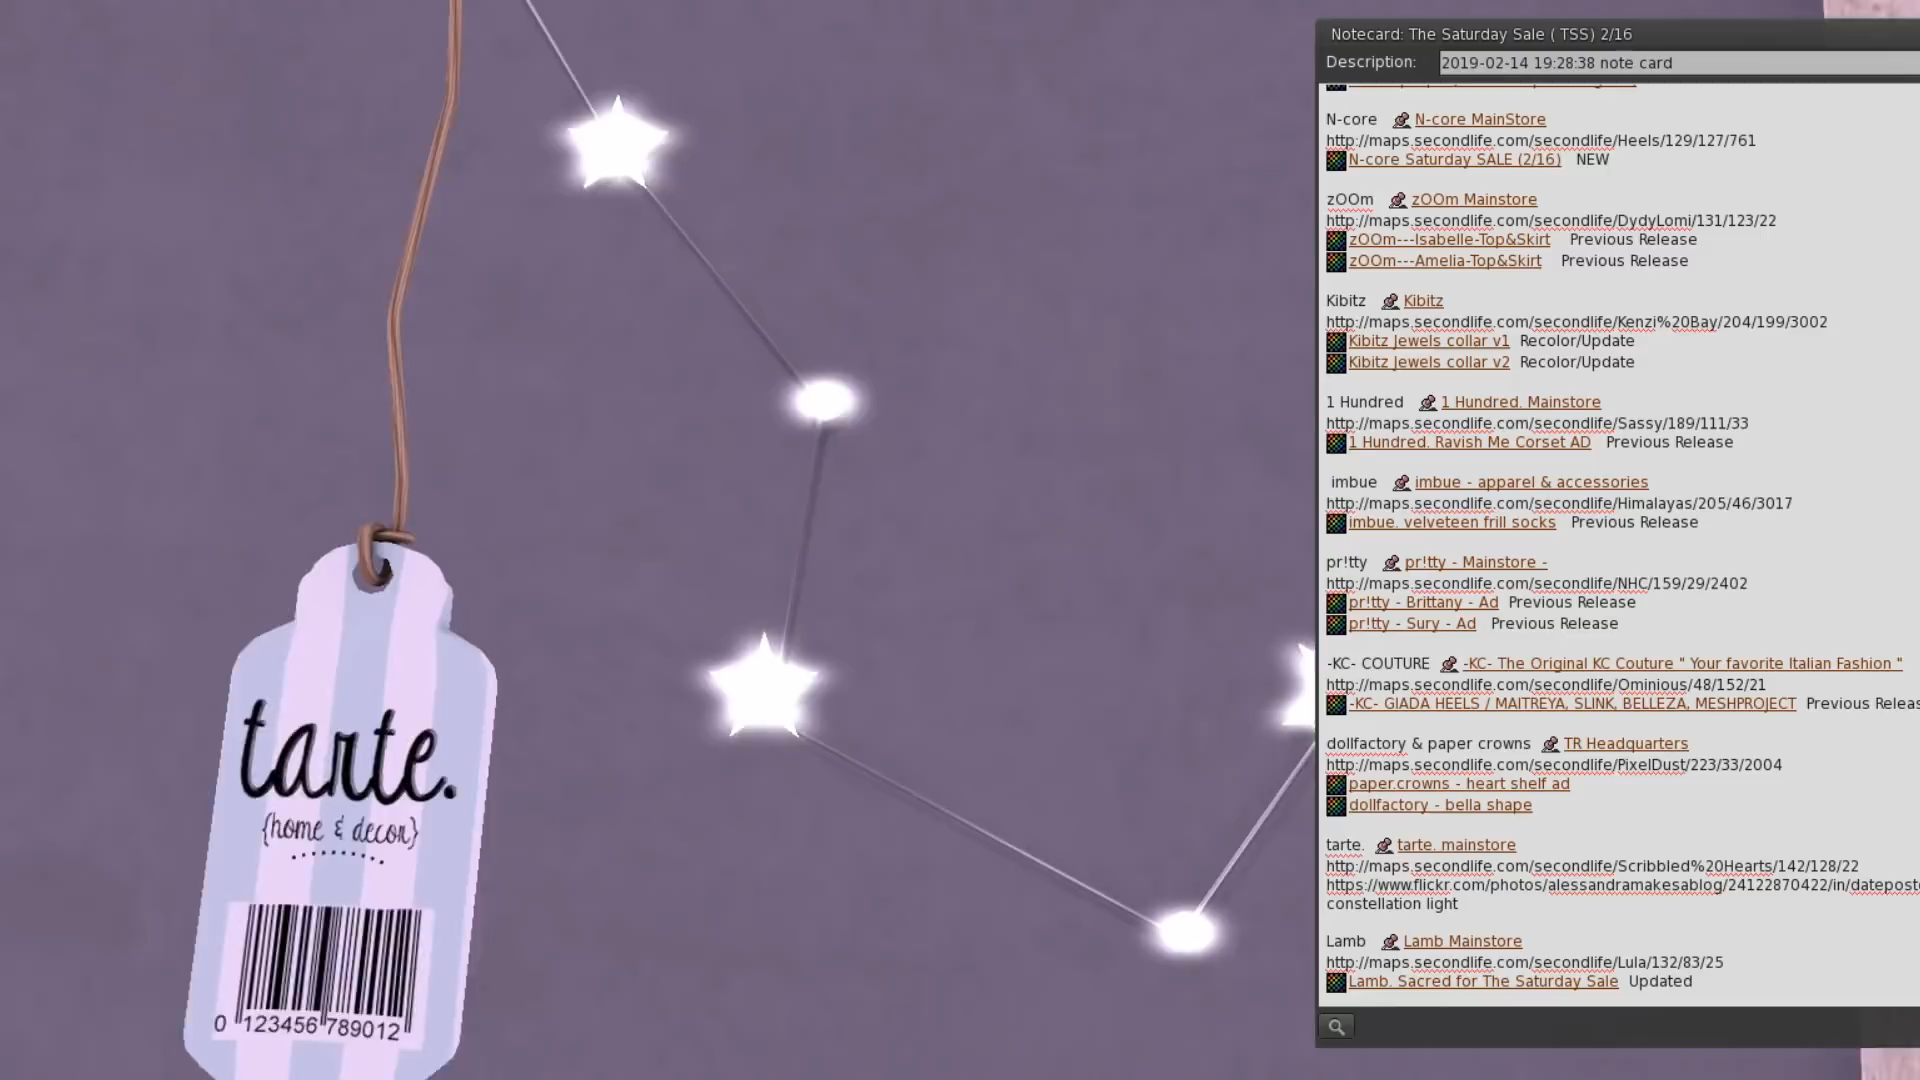 tarte.
{home & decor}
0 123456 789012
Notecard: The Saturday Sale ( TSS) 2/16
Description: 2019-02-14 19:28:38 note card
N-core N-core MainStore
http://maps.secondlife.com/secondlife/Heels/129/127/761
N-core Saturday SALE (2/16) NEW
zOOm zOOm Mainstore
http://maps.secondlife.com/secondlife/DydyLomi/131/123/22
zOOm---Isabelle-Top&Skirt Previous Release
zOOm---Amelia-Top&Skirt Previous Release
Kibitz Kibitz
http://maps.secondlife.com/secondlife/Kenzi%20Bay/204/199/3002
Kibitz Jewels collar v1 Recolor/Update
Kibitz Jewels collar v2 Recolor/Update
1 Hundred 1 Hundred. Mainstore
http://maps.secondlife.com/secondlife/Sassy/189/111/33
1 Hundred. Ravish Me Corset AD Previous Release
imbue imbue - apparel & accessories
http://maps.secondlife.com/secondlife/Himalayas/205/46/3017
imbue. velveteen frill socks Previous Release
pr!tty pr!tty - Mainstore -
http://maps.secondlife.com/secondlife/NHC/159/29/2402
pr!tty - Brittany - Ad Previous Release
pr!tty - Sury - Ad Previous Release
-KC- COUTURE -KC- The Original KC Couture " Your favorite Italian Fashion "
http://maps.secondlife.com/secondlife/Ominious/48/152/21
-KC- GIADA HEELS / MAITREYA, SLINK, BELLEZA, MESHPROJECT Previous Releas
dollfactory & paper crowns TR Headquarters
http://maps.secondlife.com/secondlife/PixelDust/223/33/2004
paper.crowns - heart shelf ad
dollfactory - bella shape
tarte. tarte. mainstore
http://maps.secondlife.com/secondlife/Scribbled%20Hearts/142/128/22
https://www.flickr.com/photos/alessandramakesablog/24122870422/in/datepost
constellation light
Lamb Lamb Mainstore
http://maps.secondlife.com/secondlife/Lula/132/83/25
Lamb. Sacred for The Saturday Sale Updated